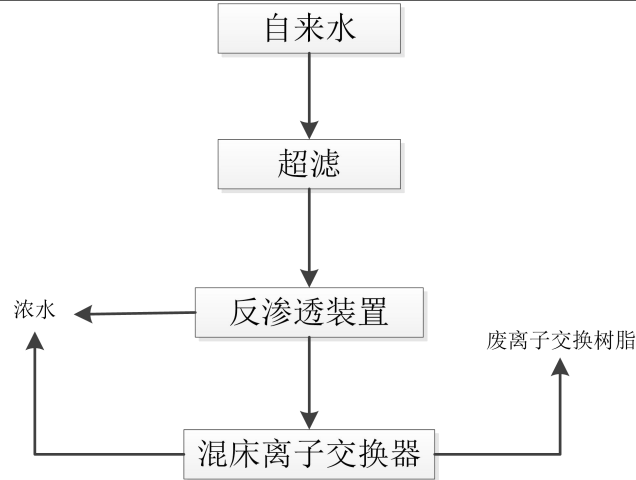 自来水
超滤
反渗透装置
浓水
废离子交换树脂
混床离子交换器